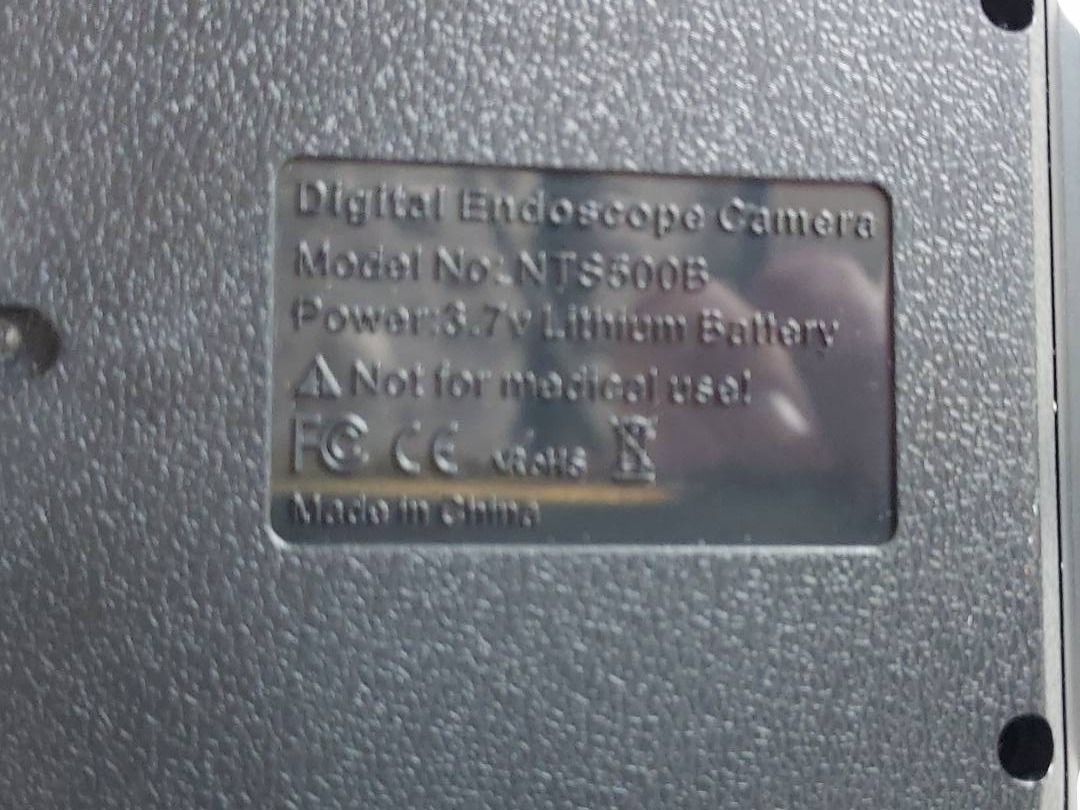 Digital Endoscope Camera
Model No: NTS500B
Power:3.7v Lithium Battery
Not for medical use!
FC CE RoHS
Made in China